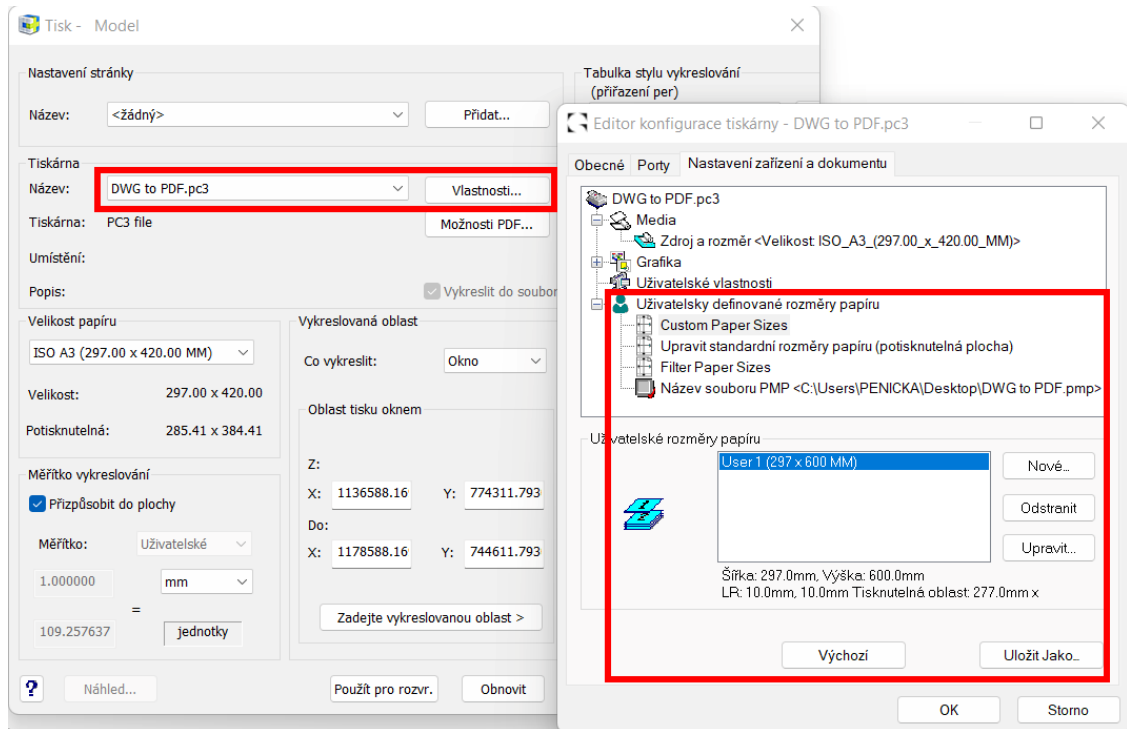 Tisk - Model
Nastavení stránky
Název: <žádný> Přidat...
Tabulka stylu vykreslování
(přiřazení per)
Tiskárna
Název: DWG to PDF.pc3 Vlastnosti...
Tiskárna: PC3 file Možnosti PDF...
Umístění:
Popis: Vykreslit do soubor
Velikost papíru
ISO A3 (297.00 x 420.00 MM)
Velikost: 297.00 x 420.00
Potisknutelná: 285.41 x 384.41
Vykreslovaná oblast
Co vykreslit: Okno
Oblast tisku oknem
Z:
X: 1136588.16 Y: 774311.793
Do:
X: 1178588.16 Y: 744611.793
Zadejte vykreslovanou oblast >
Měřítko vykreslování
Přizpůsobit do plochy
Měřítko: Uživatelské
1.000000 mm
=
109.257637 jednotky
? Náhled... Použít pro rozvr. Obnovit
Editor konfigurace tiskárny - DWG to PDF.pc3
Obecné Porty Nastavení zařízení a dokumentu
DWG to PDF.pc3
Media
Zdroj a rozměr <Velikost: ISO_A3_(297.00_x_420.00_MM)>
Grafika
Uživatelské vlastnosti
Uživatelsky definované rozměry papíru
Custom Paper Sizes
Upravit standardní rozměry papíru (potisknutelná plocha)
Filter Paper Sizes
Název souboru PMP <C:\Users\PENICKA\Desktop\DWG to PDF.pmp>
Uživatelské rozměry papíru
User 1 (297 x 600 MM)
Nové...
Odstranit
Upravit...
Šířka: 297.0mm, Výška: 600.0mm
LR: 10.0mm, 10.0mm Tisknutelná oblast: 277.0mm x
Výchozí Uložit Jako...
OK Storno